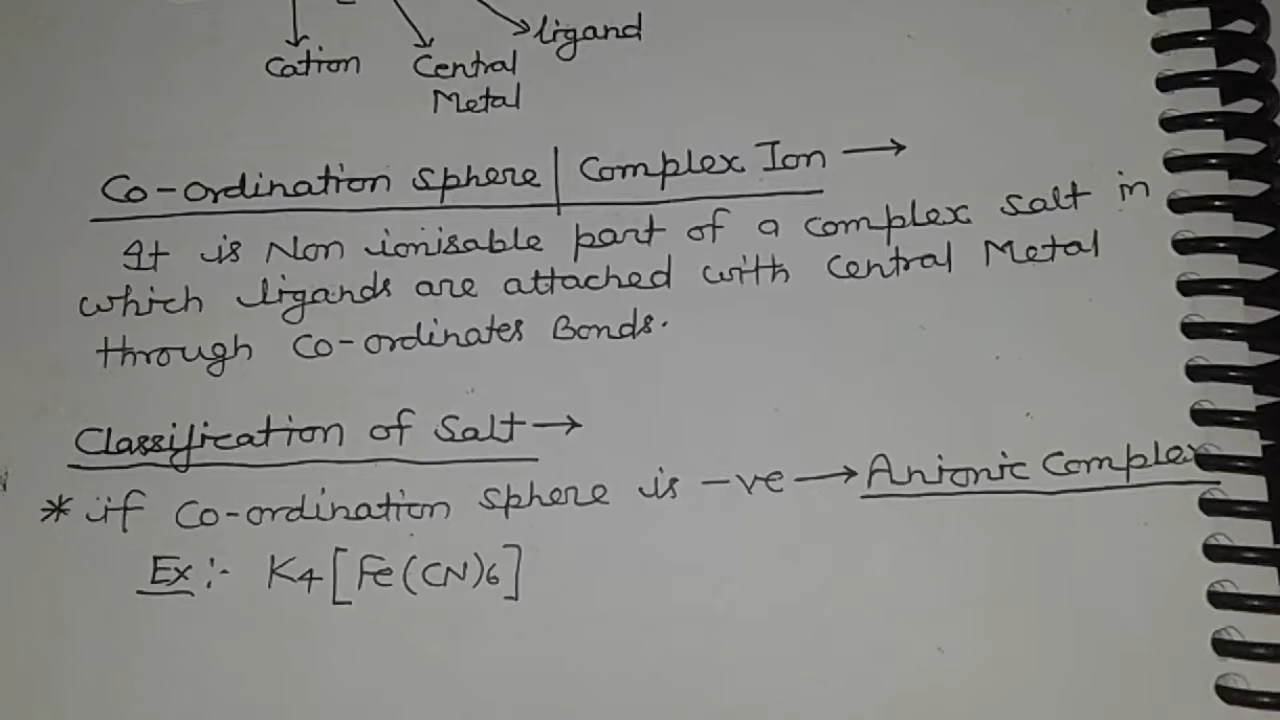 ligand
Cation Central
Metal
Co-ordination sphere | Complex Ion →
It is Non ionisable part of a complex salt in
which ligands are attached with Central Metal
through Co-ordinates Bonds.
Classification of Salt →
* if Co-ordination sphere is -ve → Anionic Complex
Ex:- K4[Fe(CN)6]